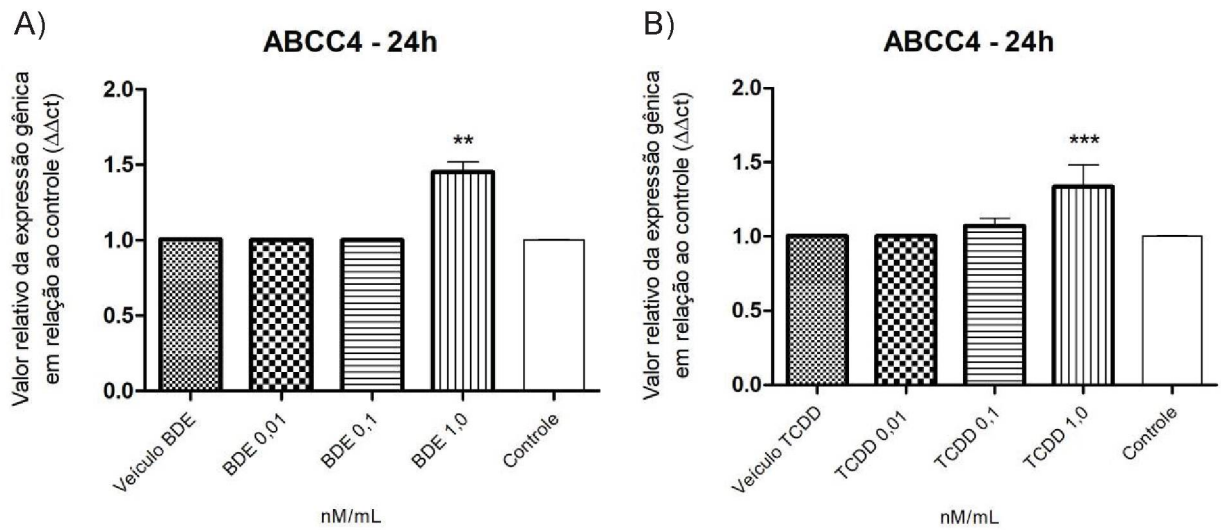 A)
ABCC4 - 24h
Valor relativo da expressão gênica
em relação ao controle (ΔΔct)
2.0
1.5
1.0
0.5
0.0
**
Veículo BDE
BDE 0,01
BDE 0,1
BDE 1,0
Controle
nM/mL
B)
ABCC4 - 24h
Valor relativo da expressão gênica
em relação ao controle (ΔΔct)
2.0
1.5
1.0
0.5
0.0
***
Veículo TCDD
TCDD 0,01
TCDD 0,1
TCDD 1,0
Controle
nM/mL